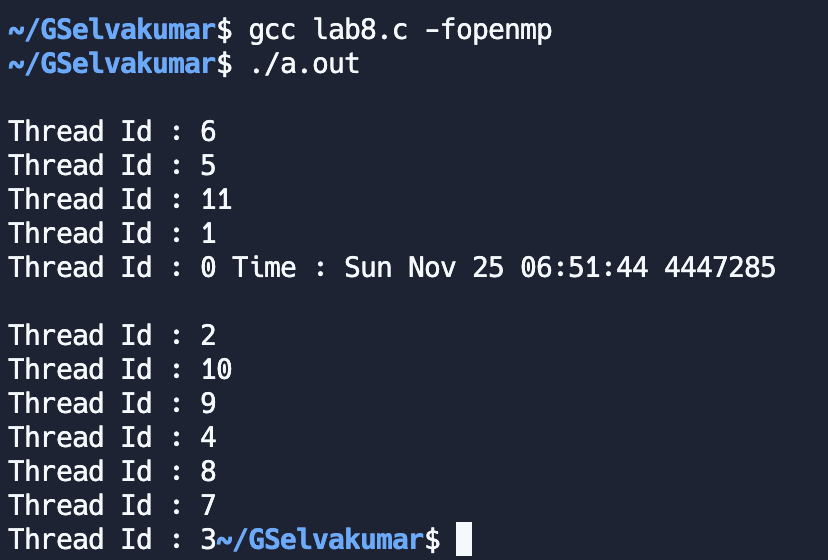 ~/GSelvakumar$ gcc lab8.c -fopenmp
~/GSelvakumar$ ./a.out
Thread Id : 6
Thread Id : 5
Thread Id : 11
Thread Id : 1
Thread Id : 0 Time : Sun Nov 25 06:51:44 4447285
Thread Id : 2
Thread Id : 10
Thread Id : 9
Thread Id : 4
Thread Id : 8
Thread Id : 7
Thread Id : 3~/GSelvakumar$